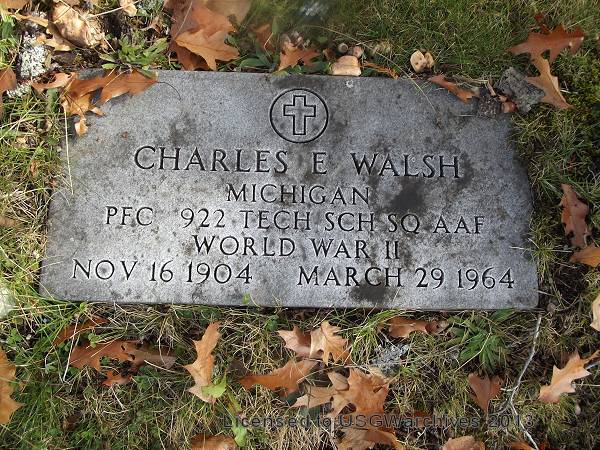 CHARLES E WALSH
MICHIGAN
PFC 922 TECH SCH SQ AAF
WORLD WAR II
NOV 16 1904 MARCH 29 1964
Licensed to USGWarchives 2013